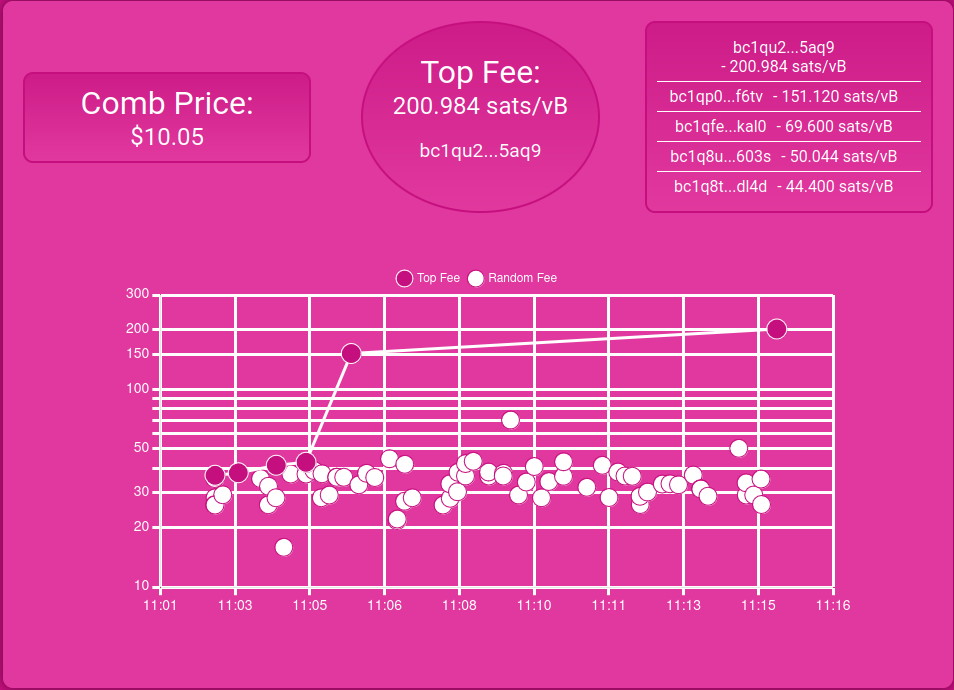 Comb Price:
$10.05
Top Fee:
200.984 sats/vB
bc1qu2...5aq9
bc1qu2...5aq9
- 200.984 sats/vB
bc1qp0...f6tv - 151.120 sats/vB
bc1qfe...kal0 - 69.600 sats/vB
bc1q8u...603s - 50.044 sats/vB
bc1q8t...dl4d - 44.400 sats/vB
Top Fee Random Fee
300
200
150
100
50
30
20
10
11:01 11:03 11:05 11:06 11:08 11:10 11:11 11:13 11:15 11:16